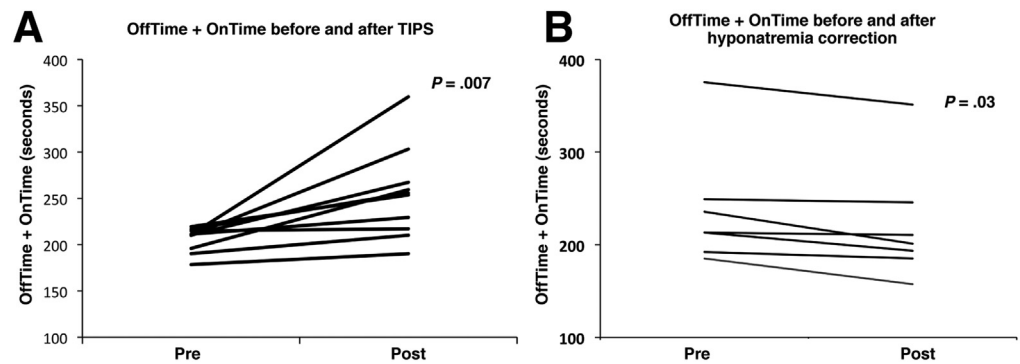 A
OffTime + OnTime before and after TIPS
OffTime + OnTime (seconds)
400
350
300
250
200
150
100
P = .007
Pre
Post
B
OffTime + OnTime before and after
hyponatremia correction
OffTime + OnTime (seconds)
400
300
200
100
P = .03
Pre
Post